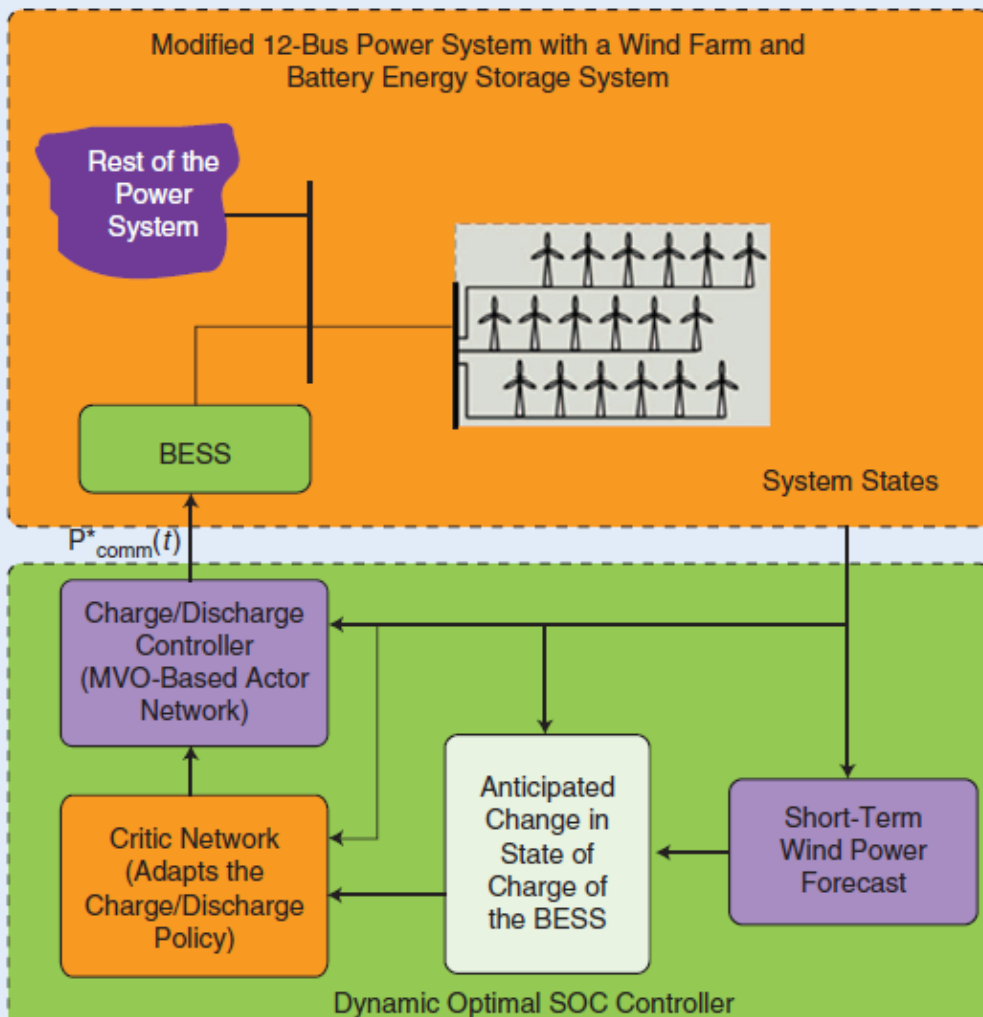 Modified 12-Bus Power System with a Wind Farm and
Battery Energy Storage System
Rest of the
Power
System
BESS
System States
P*comm(t)
Charge/Discharge
Controller
(MVO-Based Actor
Network)
Critic Network
(Adapts the
Charge/Discharge
Policy)
Anticipated
Change in
State of
Charge of
the BESS
Short-Term
Wind Power
Forecast
Dynamic Optimal SOC Controller